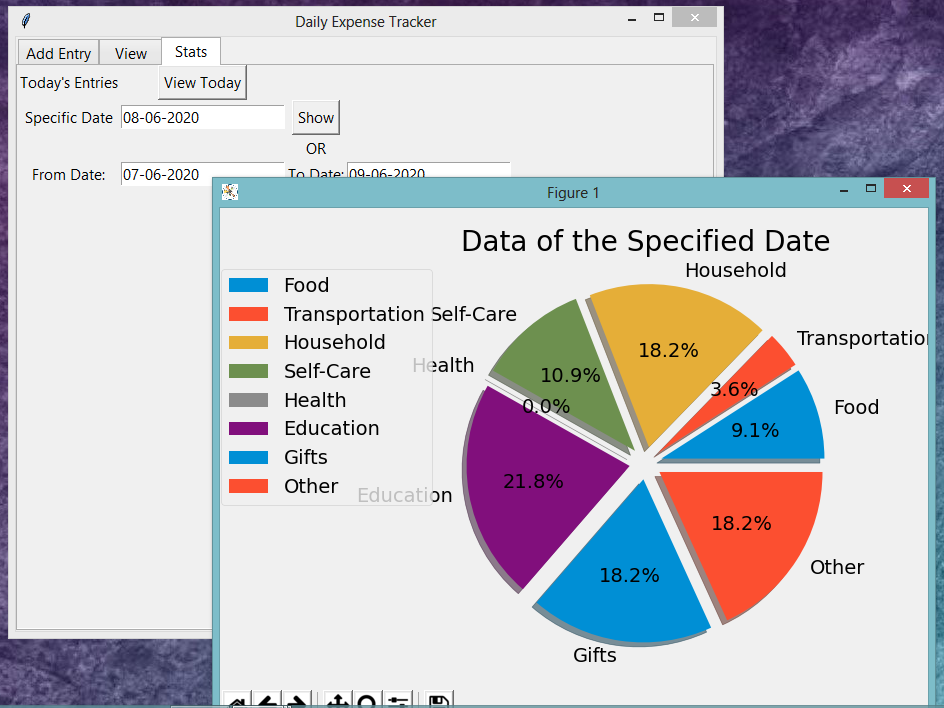 Daily Expense Tracker
Add Entry View Stats
Today's Entries View Today
Specific Date 08-06-2020 Show
OR
From Date: 07-06-2020 To Date: 09-06-2020
Figure 1
Data of the Specified Date
Household
Food
Transportation Self-Care
Household
Self-Care
Health
Education
Gifts
Other
Transportation
Health
Food
Education
Other
Gifts
18.2%
10.9%
3.6%
0.0%
9.1%
21.8%
18.2%
18.2%